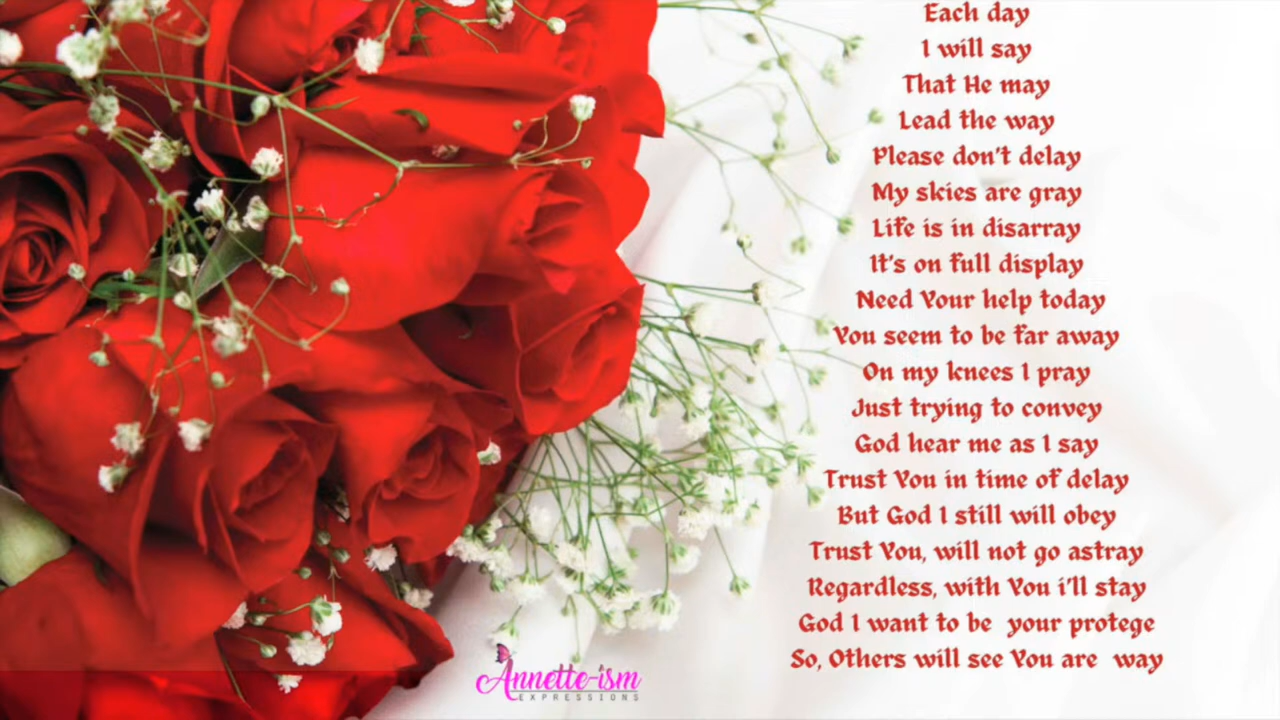 Each day
I will say
That He may
Lead the way
Please don't delay
My skies are gray
Life is in disarray
It's on full display
Need Your help today
You seem to be far away
On my knees I pray
Just trying to convey
God hear me as I say
Trust You in time of delay
But God I still will obey
Trust You, will not go astray
Regardless, with You i'll stay
God I want to be your protege
So, Others will see You are way
Annette-ism
EXPRESSIONS